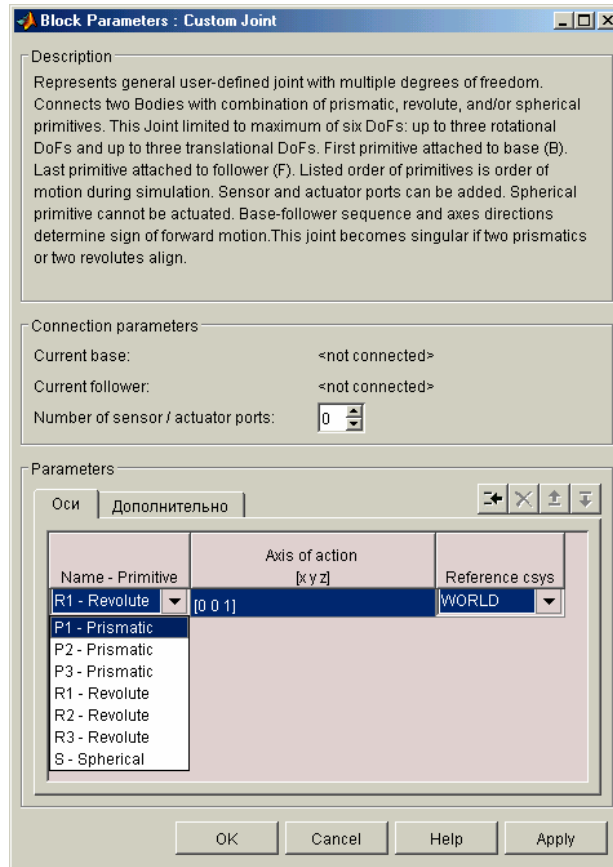 Block Parameters : Custom Joint
Description
Represents general user-defined joint with multiple degrees of freedom.
Connects two Bodies with combination of prismatic, revolute, and/or spherical
primitives. This Joint limited to maximum of six DoFs: up to three rotational
DoFs and up to three translational DoFs. First primitive attached to base (B).
Last primitive attached to follower (F). Listed order of primitives is order of
motion during simulation. Sensor and actuator ports can be added. Spherical
primitive cannot be actuated. Base-follower sequence and axes directions
determine sign of forward motion.This joint becomes singular if two prismatics
or two revolutes align.
Connection parameters
Current base: <not connected>
Current follower: <not connected>
Number of sensor / actuator ports: 0
Parameters
Оси Дополнительно
Axis of action
Name - Primitive [x y z] Reference csys
R1 - Revolute [0 0 1] WORLD
P1 - Prismatic
P2 - Prismatic
P3 - Prismatic
R1 - Revolute
R2 - Revolute
R3 - Revolute
S - Spherical
OK Cancel Help Apply